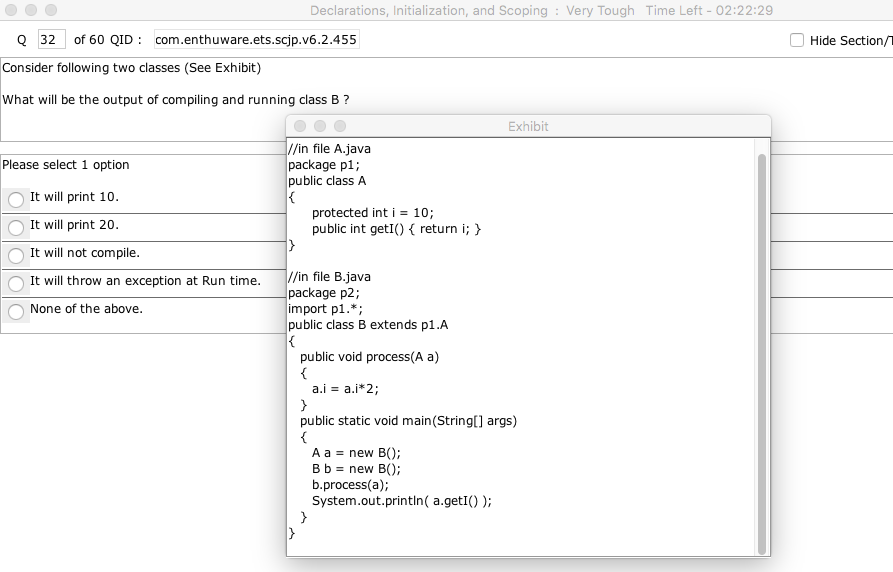 Declarations, Initialization, and Scoping : Very Tough Time Left - 02:22:29
Q 32 of 60 QID : com.enthuware.ets.scjp.v6.2.455
Hide Section/T
Consider following two classes (See Exhibit)
What will be the output of compiling and running class B ?
Please select 1 option
It will print 10.
It will print 20.
It will not compile.
It will throw an exception at Run time.
None of the above.
Exhibit
//in file A.java
package p1;
public class A
{
protected int i = 10;
public int getI() { return i; }
}
//in file B.java
package p2;
import p1.*;
public class B extends p1.A
{
public void process(A a)
{
a.i = a.i*2;
}
public static void main(String[] args)
{
A a = new B();
B b = new B();
b.process(a);
System.out.println( a.getI() );
}
}